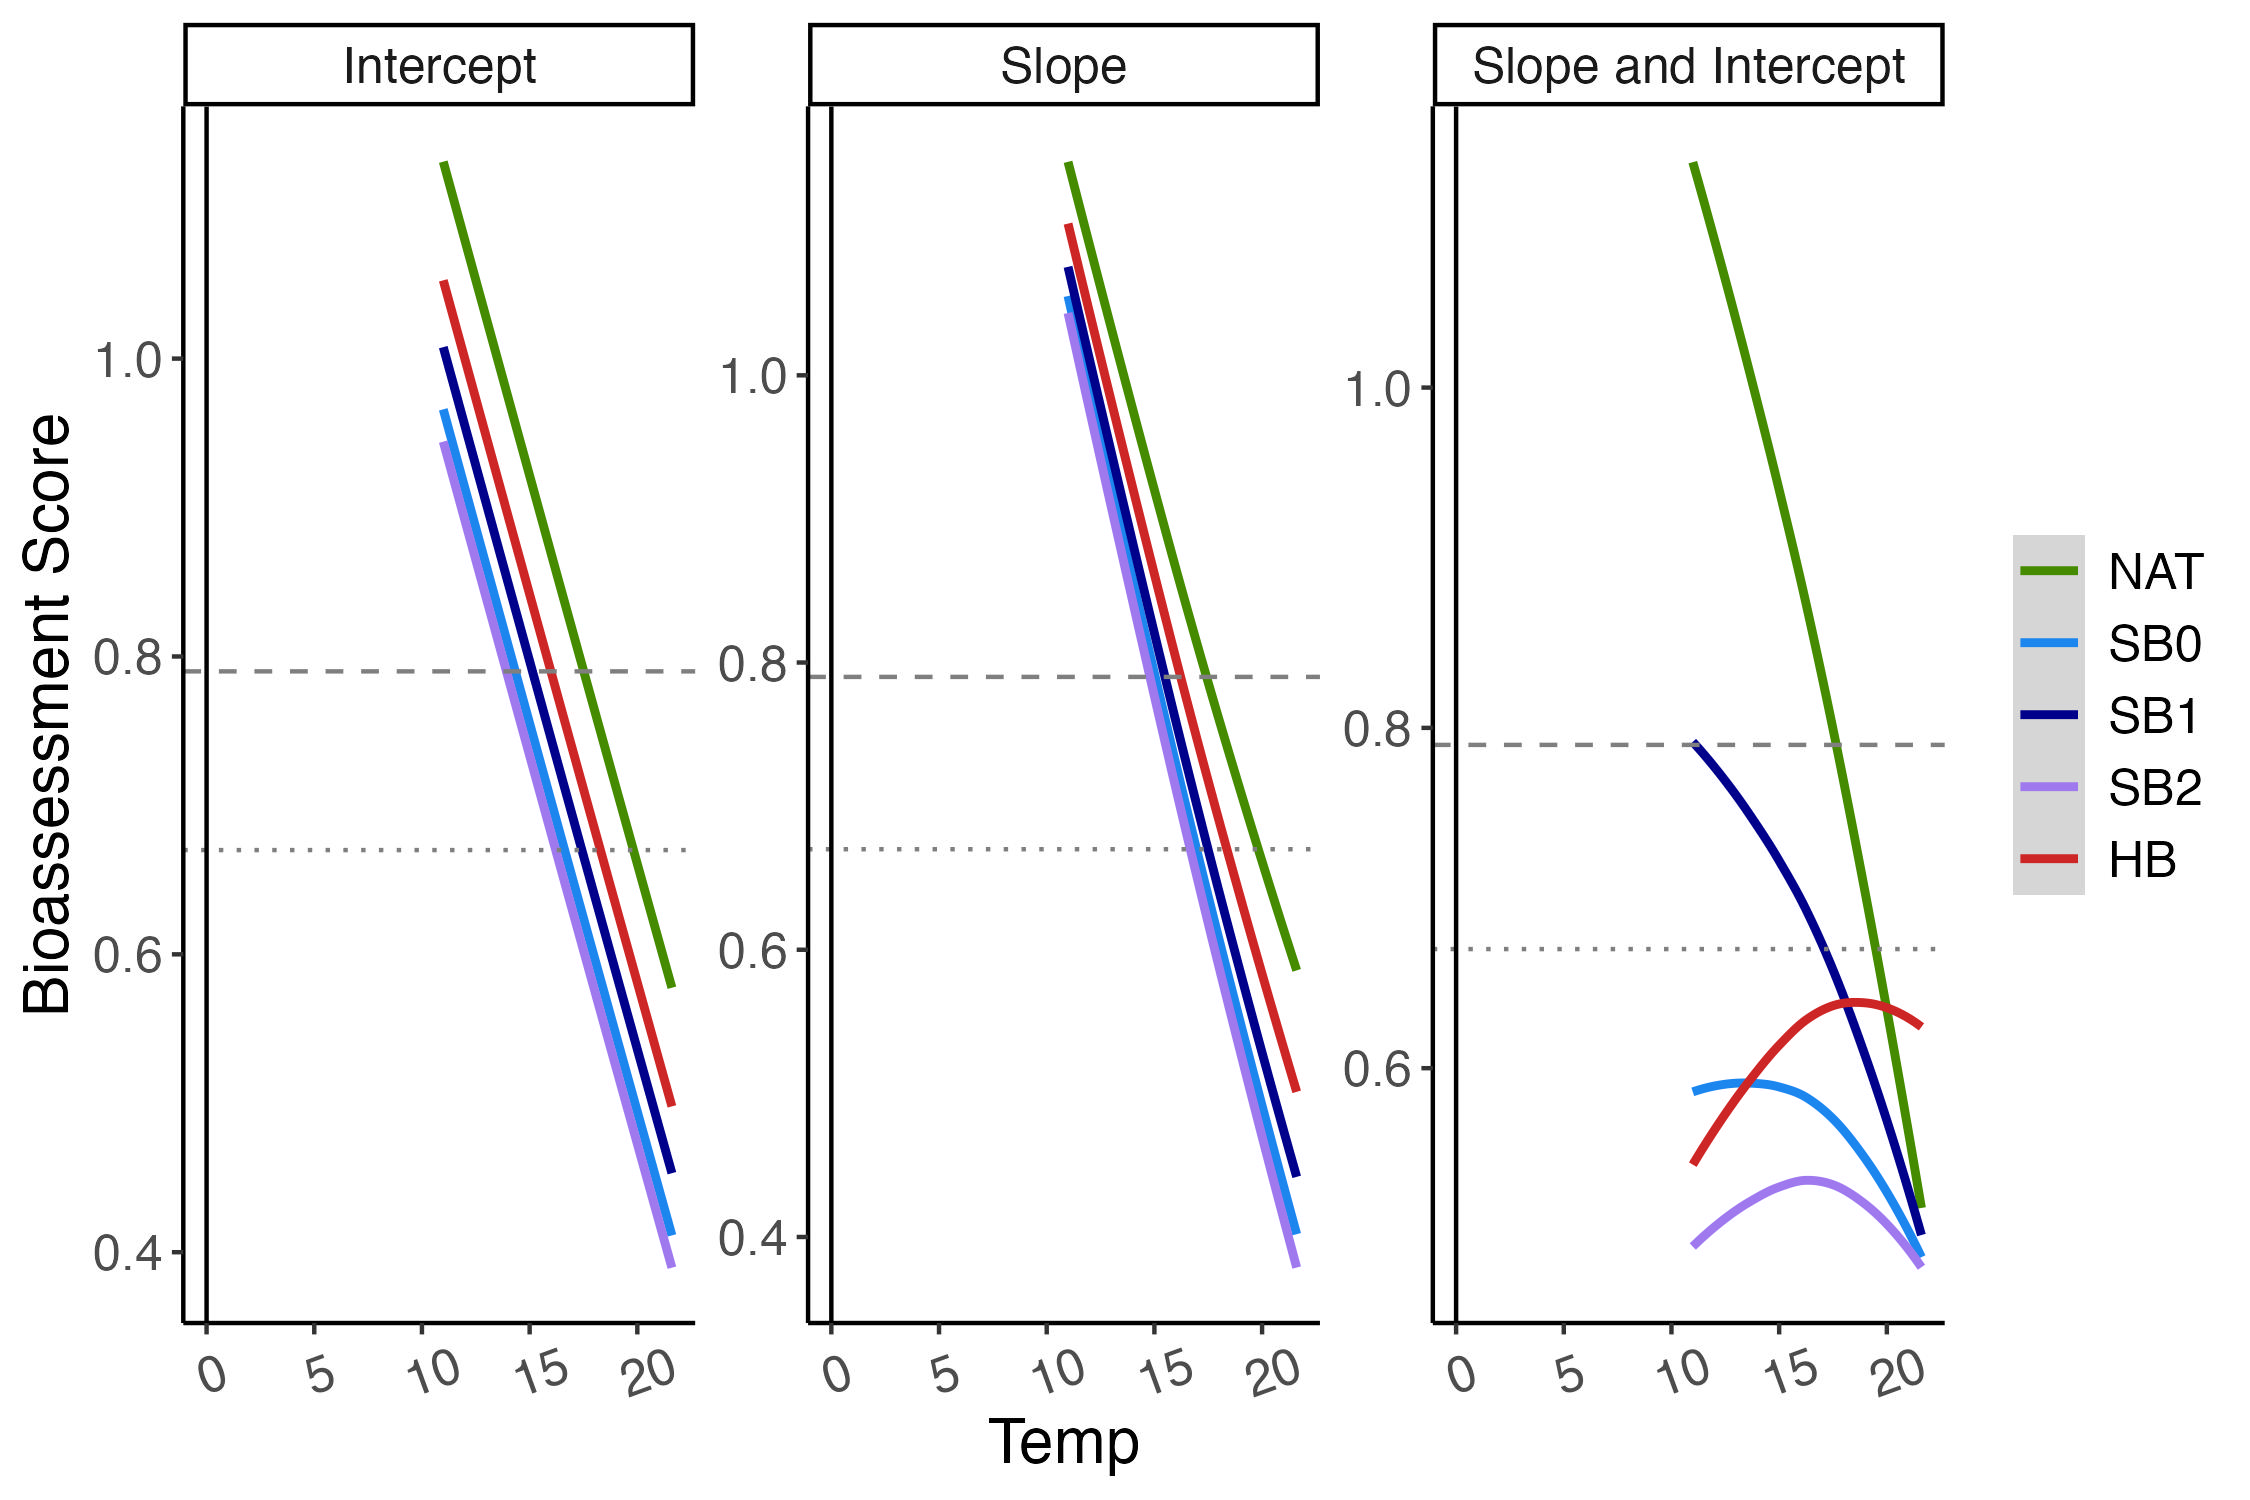 Intercept
Slope
Slope and Intercept
Bioassessment Score
1.0
0.8
0.6
0.4
1.0
0.8
0.6
0.4
1.0
0.8
0.6
0 5 10 15 20
0 5 10 15 20
0 5 10 15 20
Temp
NAT
SB0
SB1
SB2
HB